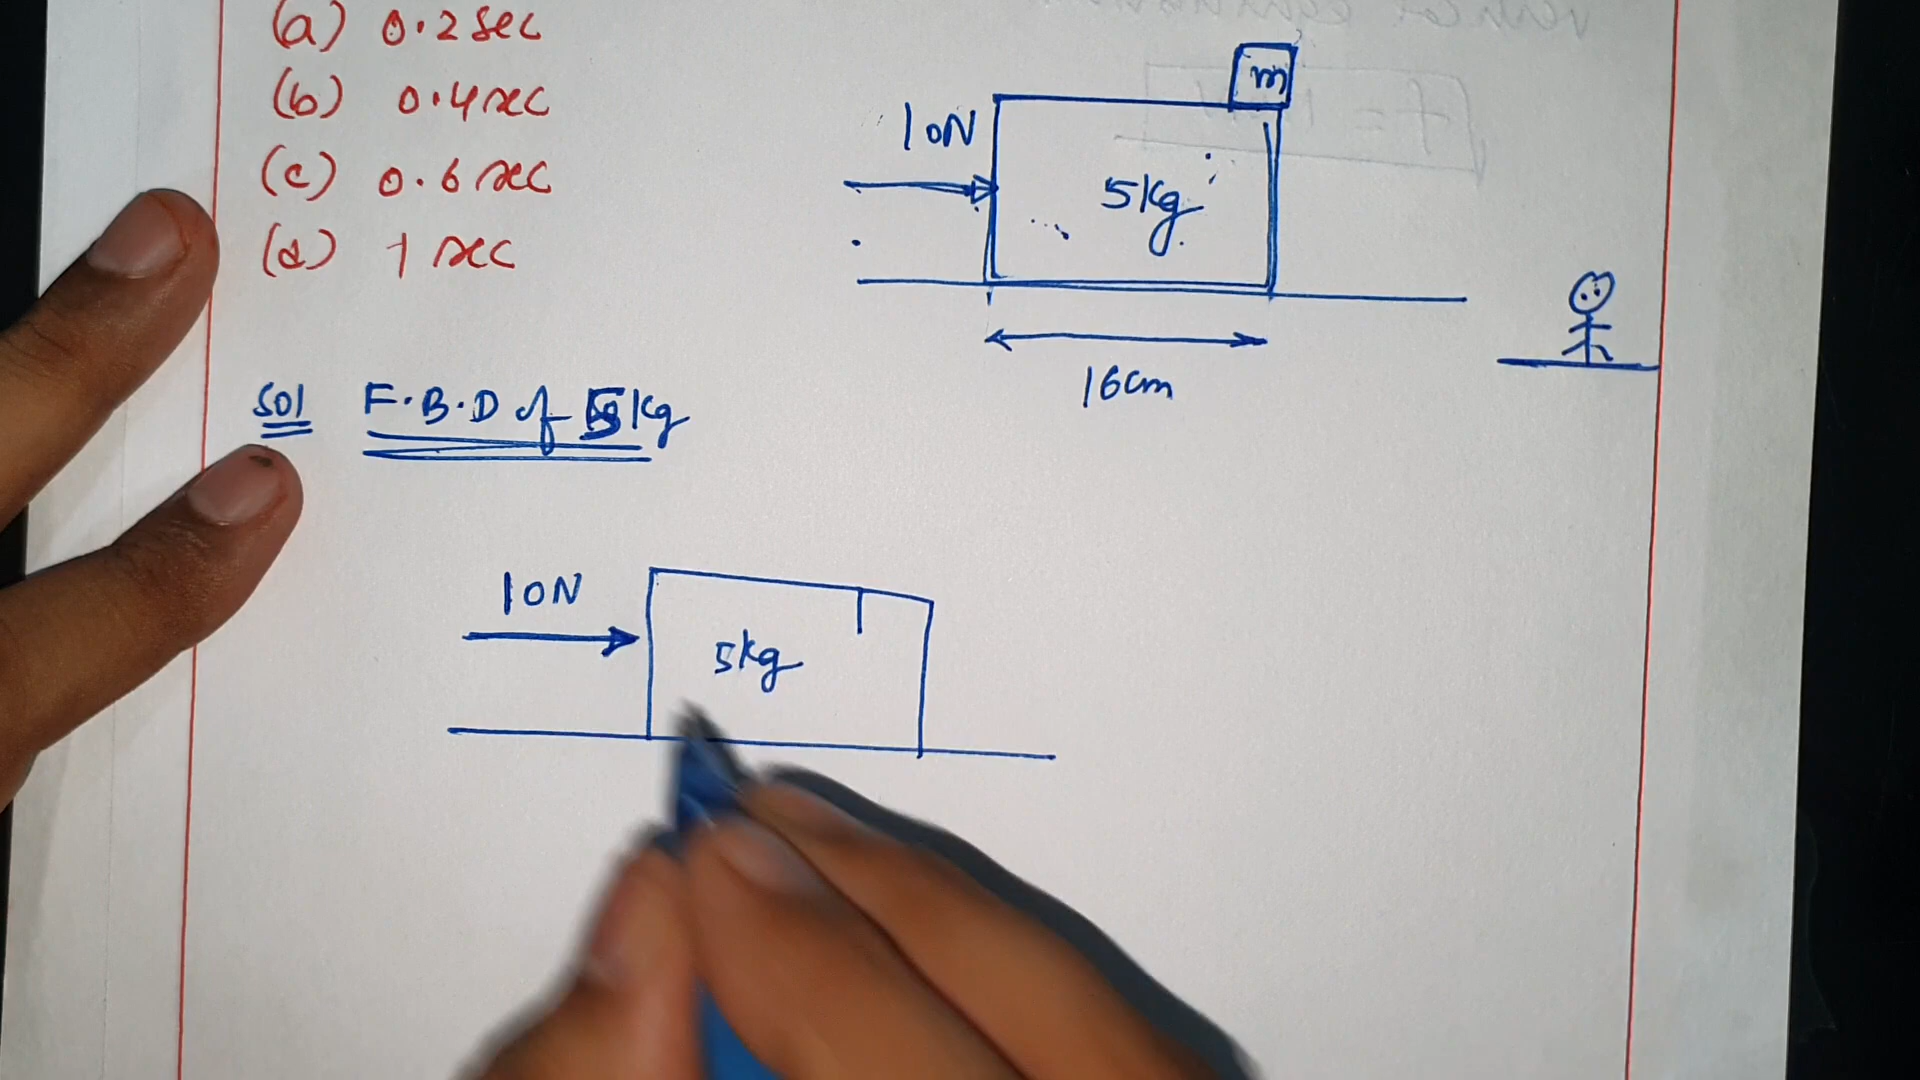 (a) 0.2 sec
(b) 0.4 sec
(c) 0.6 sec
(d) 1 sec
m
10N
5kg
16cm
Sol F.B.D of 5kg
10N
5kg